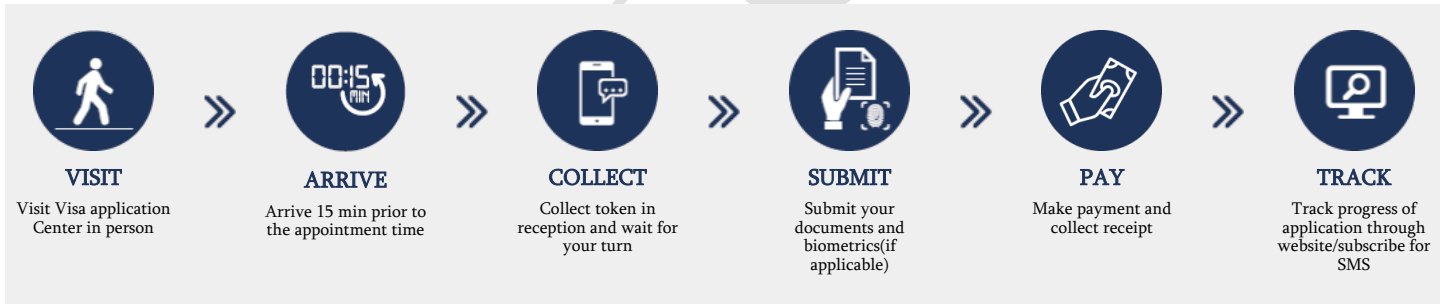 00:15
MIN
VISIT
Visit Visa application
Center in person
ARRIVE
Arrive 15 min prior to
the appointment time
COLLECT
Collect token in
reception and wait for
your turn
SUBMIT
Submit your
documents and
biometrics(if
applicable)
PAY
Make payment and
collect receipt
TRACK
Track progress of
application through
website/subscribe for
SMS